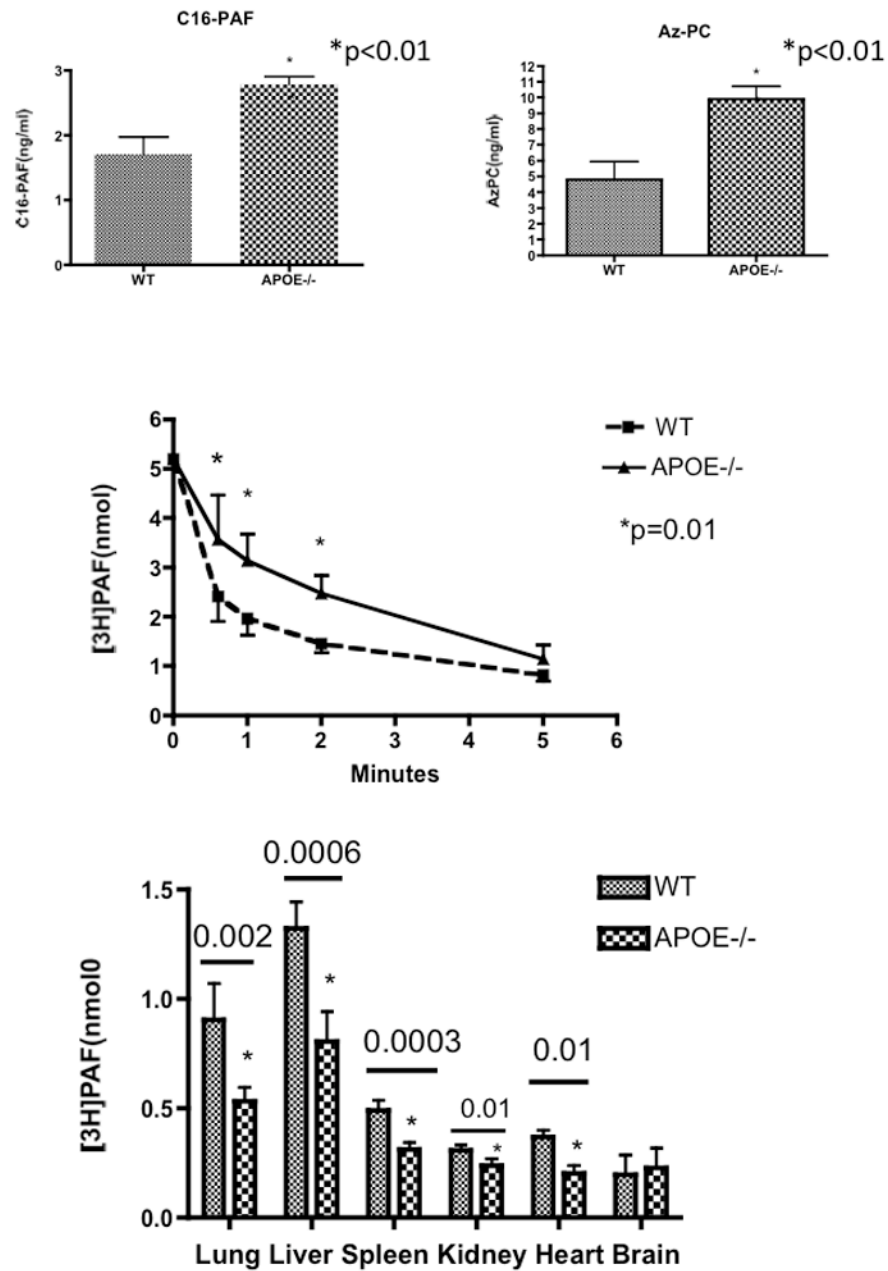 C16-PAF
*p<0.01
*
3
2
1
0
C16-PAF(ng/ml)
WT APOE-/-
Az-PC
*p<0.01
*
12
11
10
9
8
7
6
5
4
3
2
1
0
AzPC(ng/ml)
WT APOE-/-
6
5
4
3
2
1
0
[3H]PAF(nmol)
* * *
WT
APOE-/-
*p=0.01
0 1 2 3 4 5 6
Minutes
0.0006
0.002
0.0003
0.01
0.01
* * * * *
WT
APOE-/-
1.5
1.0
0.5
0.0
[3H]PAF(nmol0
Lung Liver Spleen Kidney Heart Brain